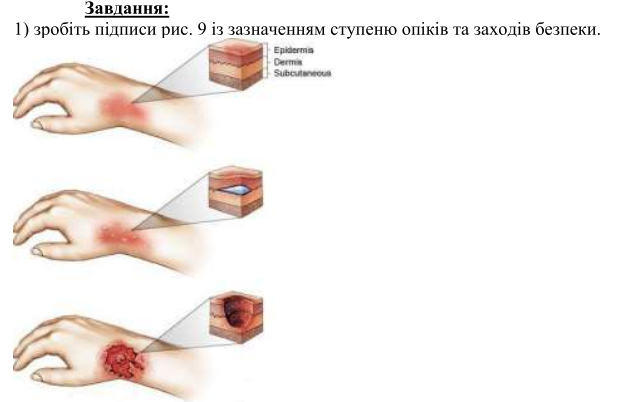 Завдання:
1) зробіть підписи рис. 9 із зазначенням ступеню опіків та заходів безпеки.
Epidermis
Dermis
Subcutaneous